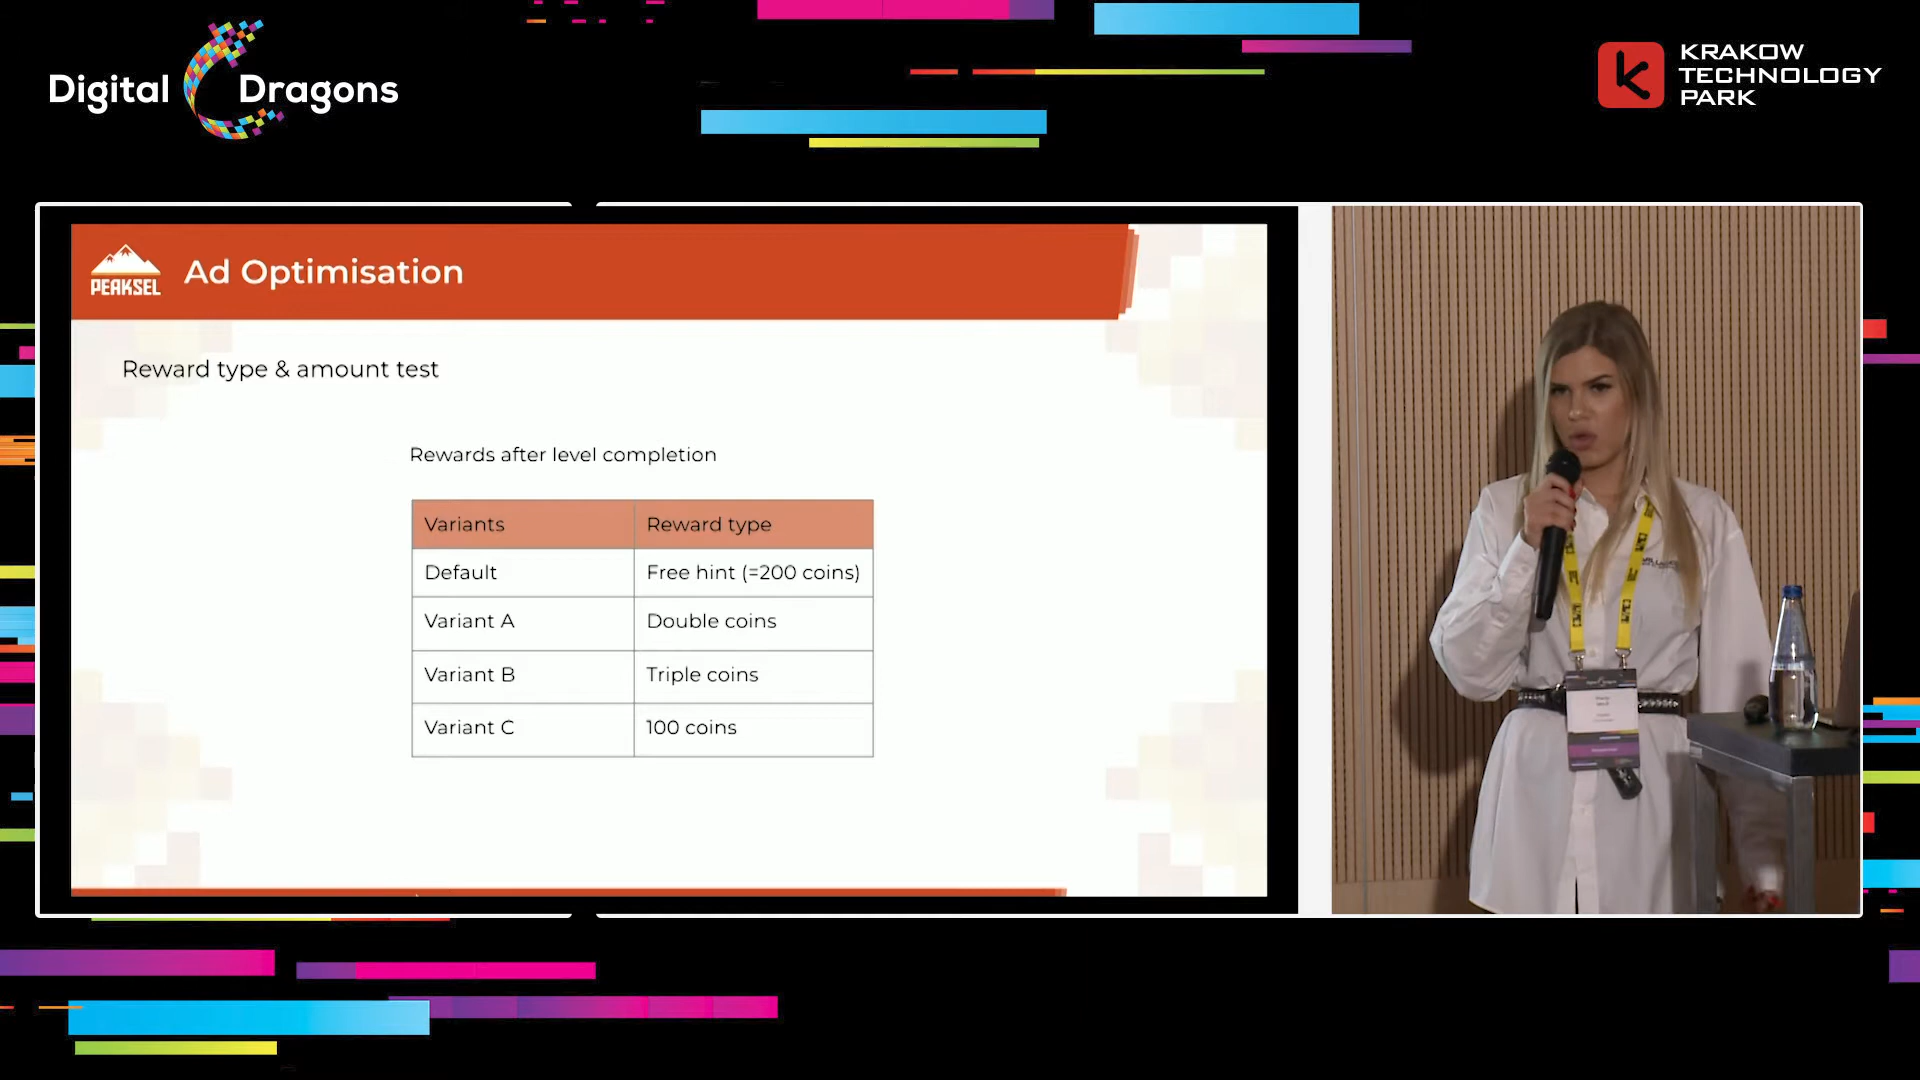 Digital Dragons
KRAKOW
TECHNOLOGY
PARK
PEAKSEL
Ad Optimisation
Reward type & amount test
Rewards after level completion
Variants Reward type
Default Free hint (=200 coins)
Variant A Double coins
Variant B Triple coins
Variant C 100 coins